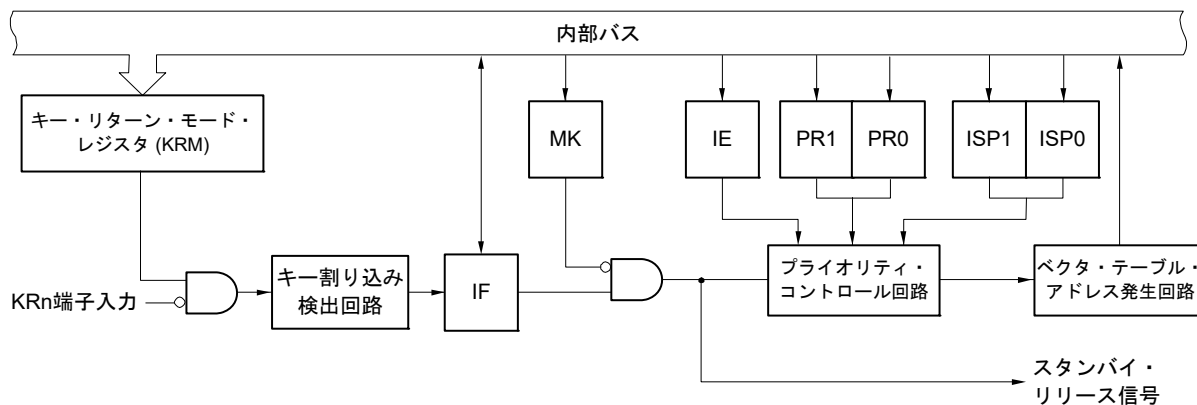 内部バス
キー・リターン・モード・
レジスタ (KRM)
MK
IE
PR1
PR0
ISP1
ISP0
KRn端子入力
キー割り込み
検出回路
IF
プライオリティ・
コントロール回路
ベクタ・テーブル・
アドレス発生回路
スタンバイ・
リリース信号